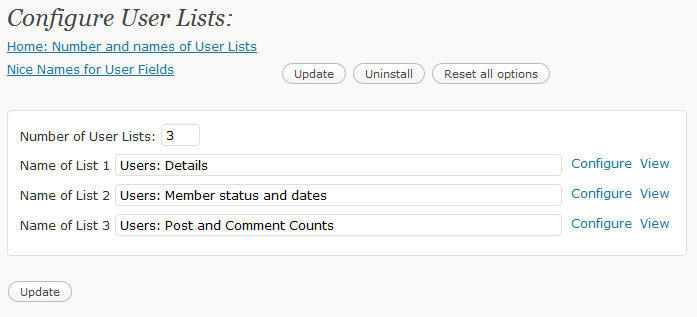 Configure User Lists:
Home: Number and names of User Lists
Nice Names for User Fields
Update Uninstall Reset all options
Number of User Lists: 3
Name of List 1 Users: Details Configure View
Name of List 2 Users: Member status and dates Configure View
Name of List 3 Users: Post and Comment Counts Configure View
Update